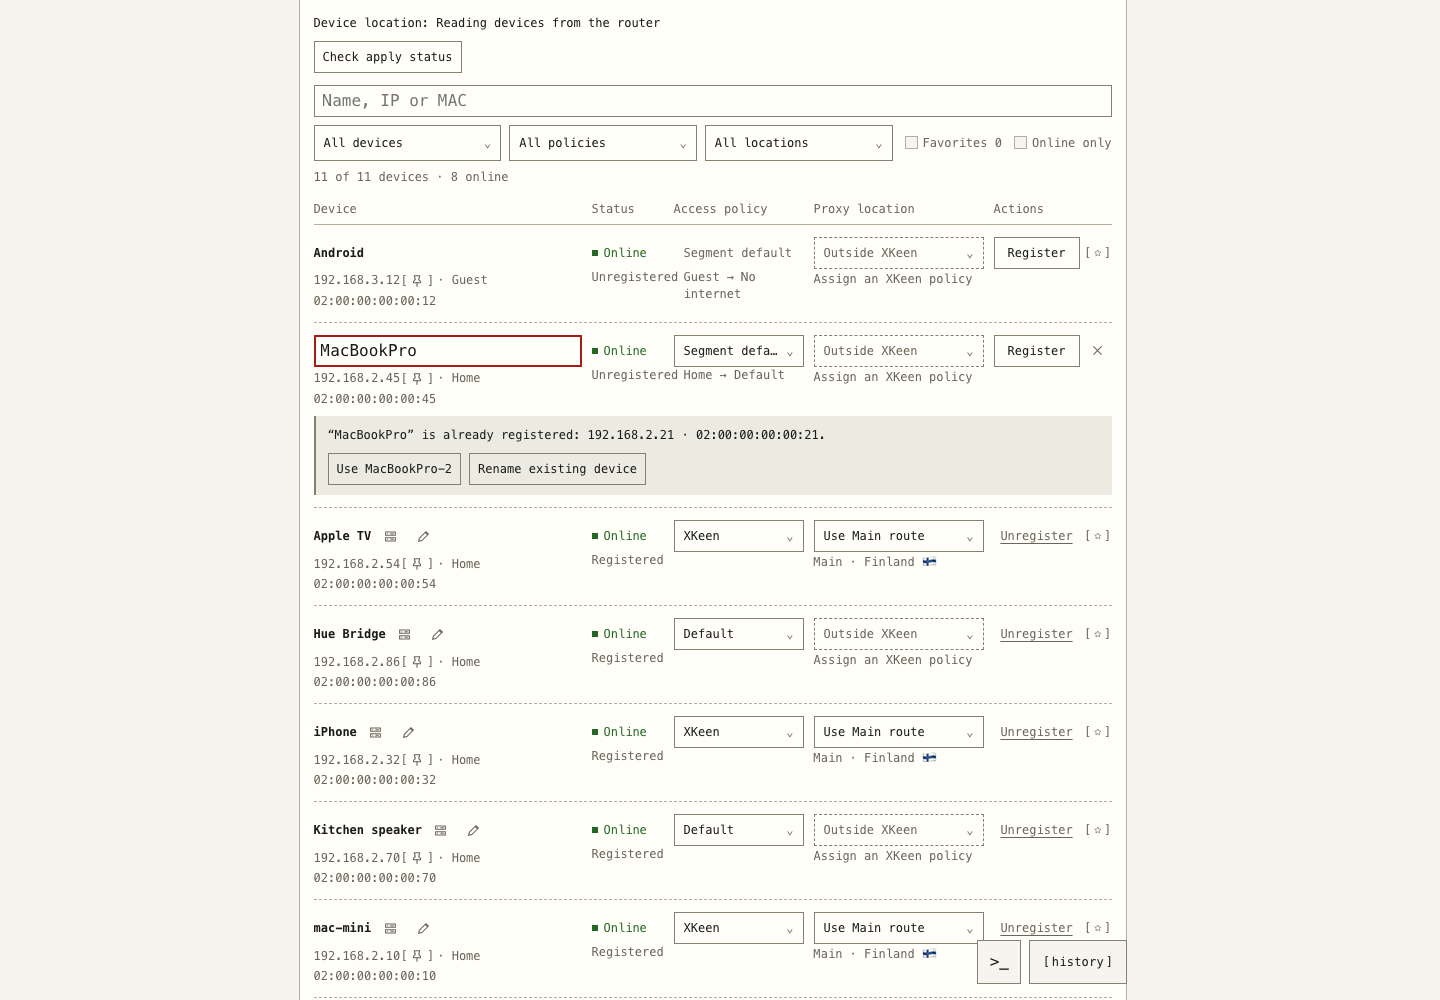 Device location: Reading devices from the router
Check apply status
Name, IP or MAC
All devices All policies All locations Favorites 0 Online only
11 of 11 devices · 8 online
Device Status Access policy Proxy location Actions
Android Online Segment default Outside XKeen Register [☆]
192.168.3.12[ ] · Guest Unregistered Guest → No internet Assign an XKeen policy
02:00:00:00:00:12
MacBookPro Online Segment defa… Outside XKeen Register ×
192.168.2.45[ ] · Home Unregistered Home → Default Assign an XKeen policy
02:00:00:00:00:45
“MacBookPro” is already registered: 192.168.2.21 · 02:00:00:00:00:21.
Use MacBookPro-2 Rename existing device
Apple TV Online XKeen Use Main route Unregister [☆]
192.168.2.54[ ] · Home Registered Main · Finland 🇫🇮
02:00:00:00:00:54
Hue Bridge Online Default Outside XKeen Unregister [☆]
192.168.2.86[ ] · Home Registered Assign an XKeen policy
02:00:00:00:00:86
iPhone Online XKeen Use Main route Unregister [☆]
192.168.2.32[ ] · Home Registered Main · Finland 🇫🇮
02:00:00:00:00:32
Kitchen speaker Online Default Outside XKeen Unregister [☆]
192.168.2.70[ ] · Home Registered Assign an XKeen policy
02:00:00:00:00:70
mac-mini Online XKeen Use Main route Unregister [☆]
192.168.2.10[ ] · Home Registered Main · Finland 🇫🇮
02:00:00:00:00:10
>_ [history]